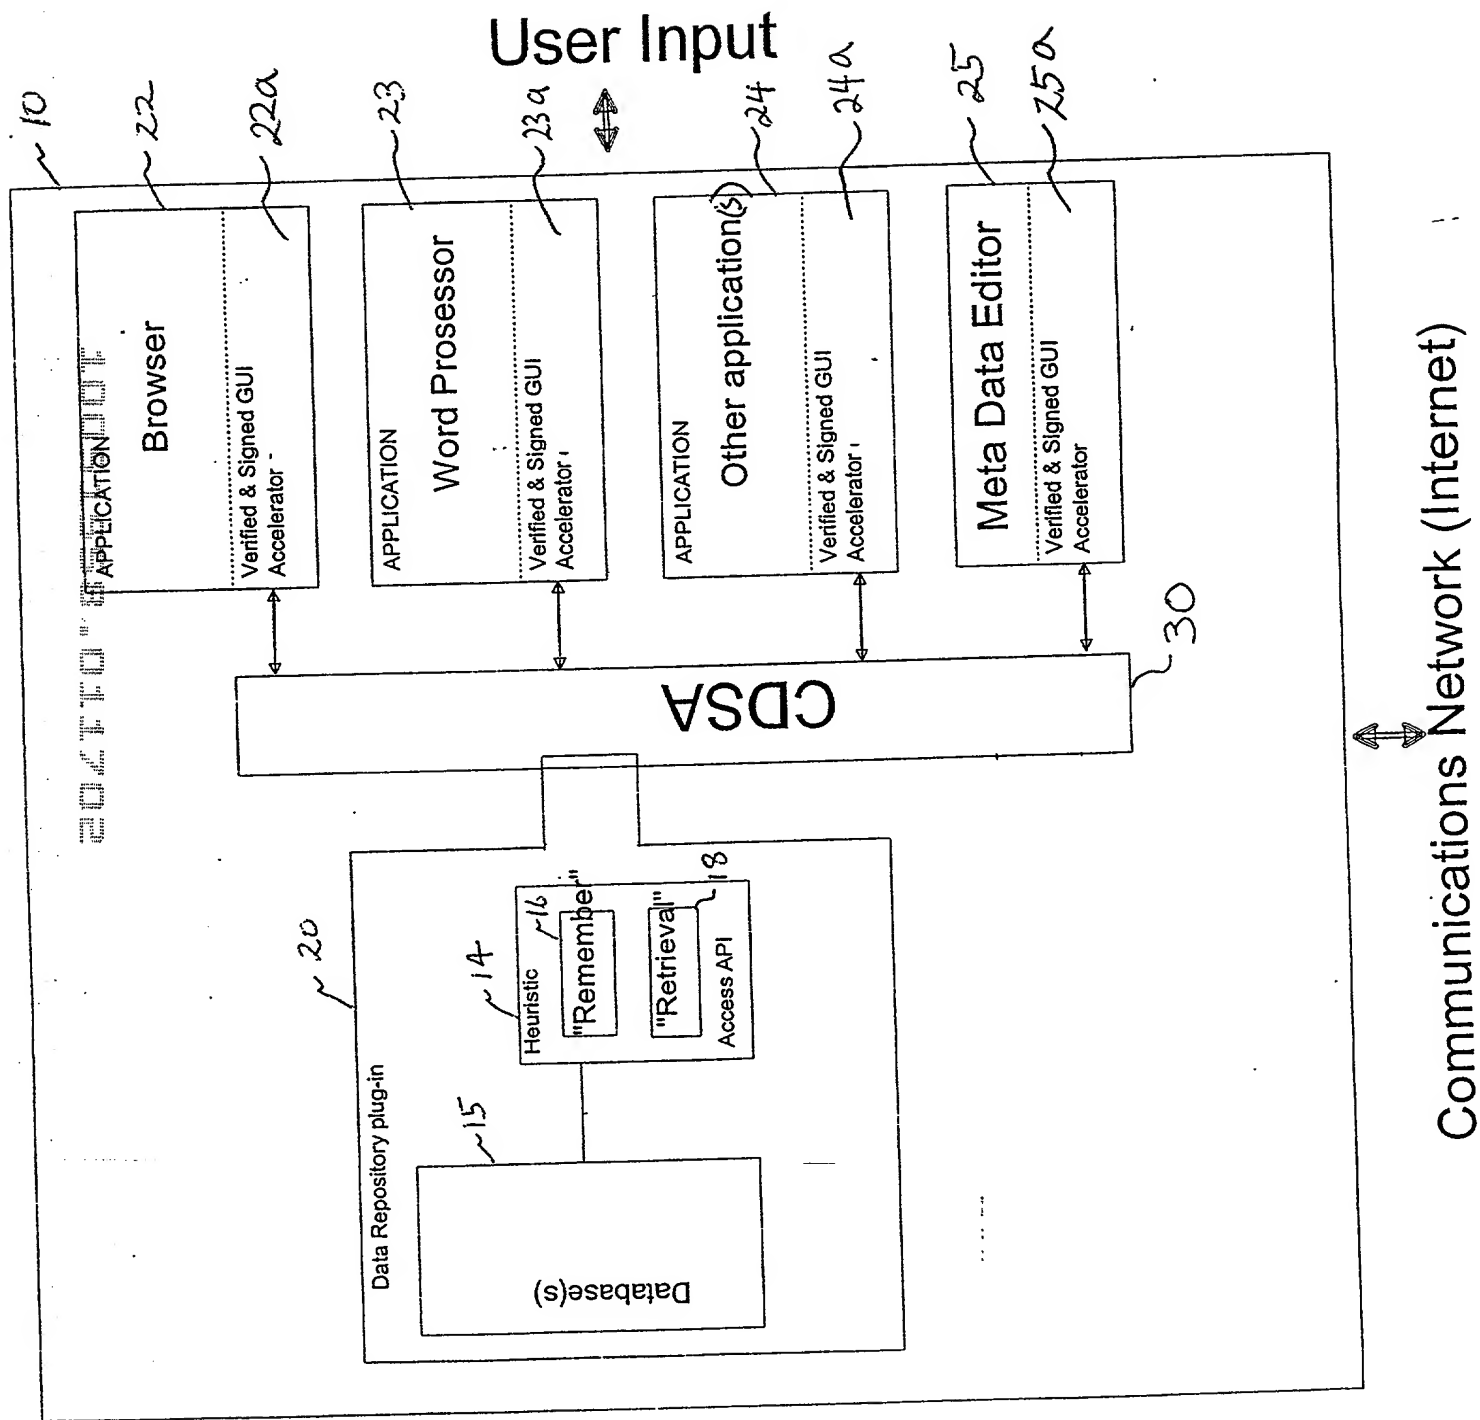 User Input
10
22
22a
23
23a
24
24a
25
25a
APPLICATION
Browser
Verified & Signed GUI
Accelerator
APPLICATION
Word Prosessor
Verified & Signed GUI
Accelerator
APPLICATION
Other application(s)
Verified & Signed GUI
Accelerator
Meta Data Editor
Verified & Signed GUI
Accelerator
CDSA
30
20
Data Repository plug-in
14
Heuristic
16
"Remember"
18
"Retrieval"
Access API
15
Database(s)
Communications Network (Internet)